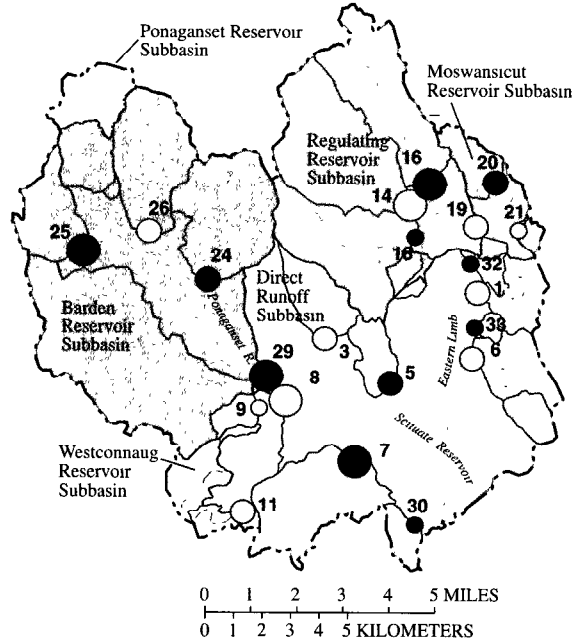 Ponaganset Reservoir
Subbasin
Moswansicut
Reservoir Subbasin
Regulating
Reservoir
Subbasin
16
20
14
19
21
26
25
18
32
24
Direct
Runoff
Subbasin
1
Ponaganset R.
Barden
Reservoir
Subbasin
33
Eastern Limb
3
6
29
8
5
9
Scituate Reservoir
Westconnaug
Reservoir
Subbasin
7
11
30
0 1 2 3 4 5 MILES
0 1 2 3 4 5 KILOMETERS